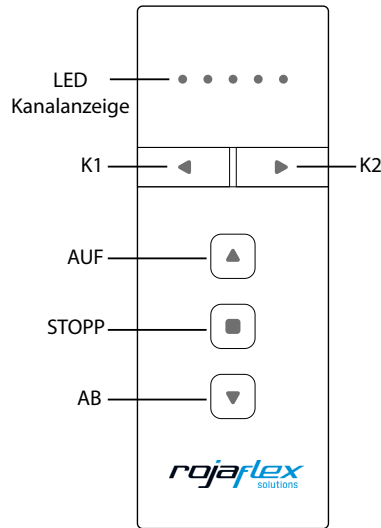 LED
Kanalanzeige
K1
K2
AUF
STOPP
AB
rojaflex
solutions